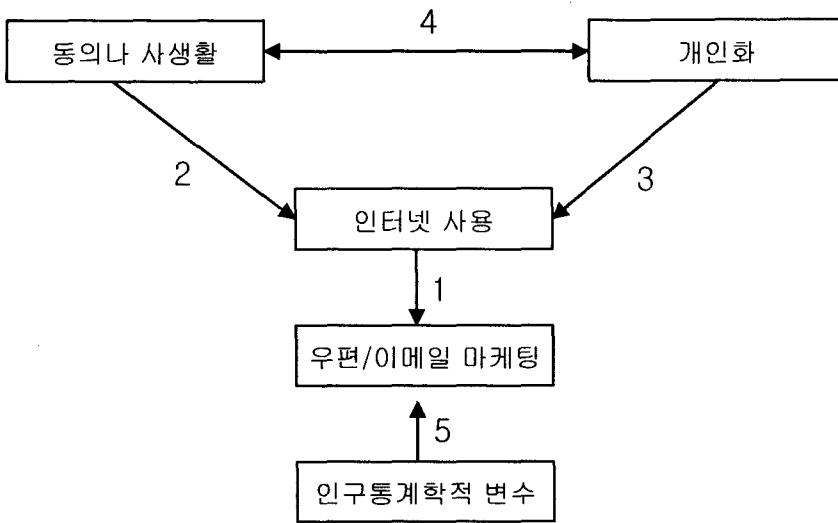 4
동의나 사생활
개인화
2
3
인터넷 사용
1
우편/이메일 마케팅
5
인구통계학적 변수